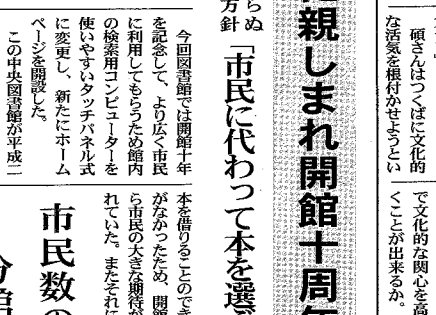 碩さんはつくばに文化的
な活気を根付かせようとい
で文化的な関心を高
くことが出来るか。
親しまれ開館十周年
「市民に代わって本を選び
らぬ
方針
今回図書館では開館十年
を記念して、より広く市民
に利用してもらうため館内
の検索用コンピューターを
使いやすいタッチパネル式
に変更し、新たにホーム
ページを開設した。
この中央図書館が平成二
本を借りることのでき
がなかったため、開館
ら市民の大きな期待が
れていた。またそれに
市民数の
分館